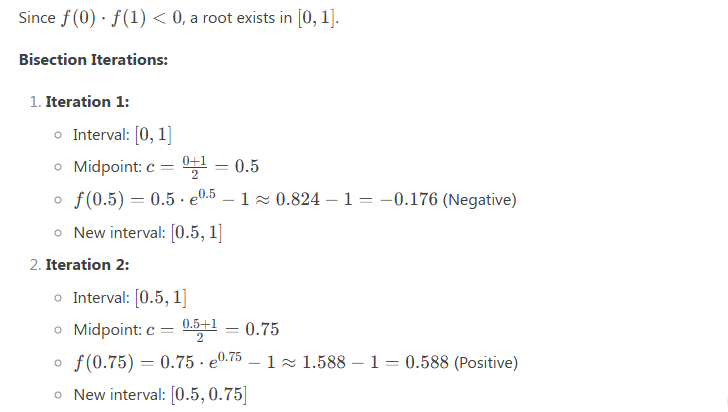 Since f(0) · f(1) < 0, a root exists in [0, 1].
Bisection Iterations:
1. Iteration 1:
○ Interval: [0, 1]
○ Midpoint: c = \frac{0+1}{2} = 0.5
○ f(0.5) = 0.5 · e^{0.5} − 1 ≈ 0.824 − 1 = −0.176 (Negative)
○ New interval: [0.5, 1]
2. Iteration 2:
○ Interval: [0.5, 1]
○ Midpoint: c = \frac{0.5+1}{2} = 0.75
○ f(0.75) = 0.75 · e^{0.75} − 1 ≈ 1.588 − 1 = 0.588 (Positive)
○ New interval: [0.5, 0.75]